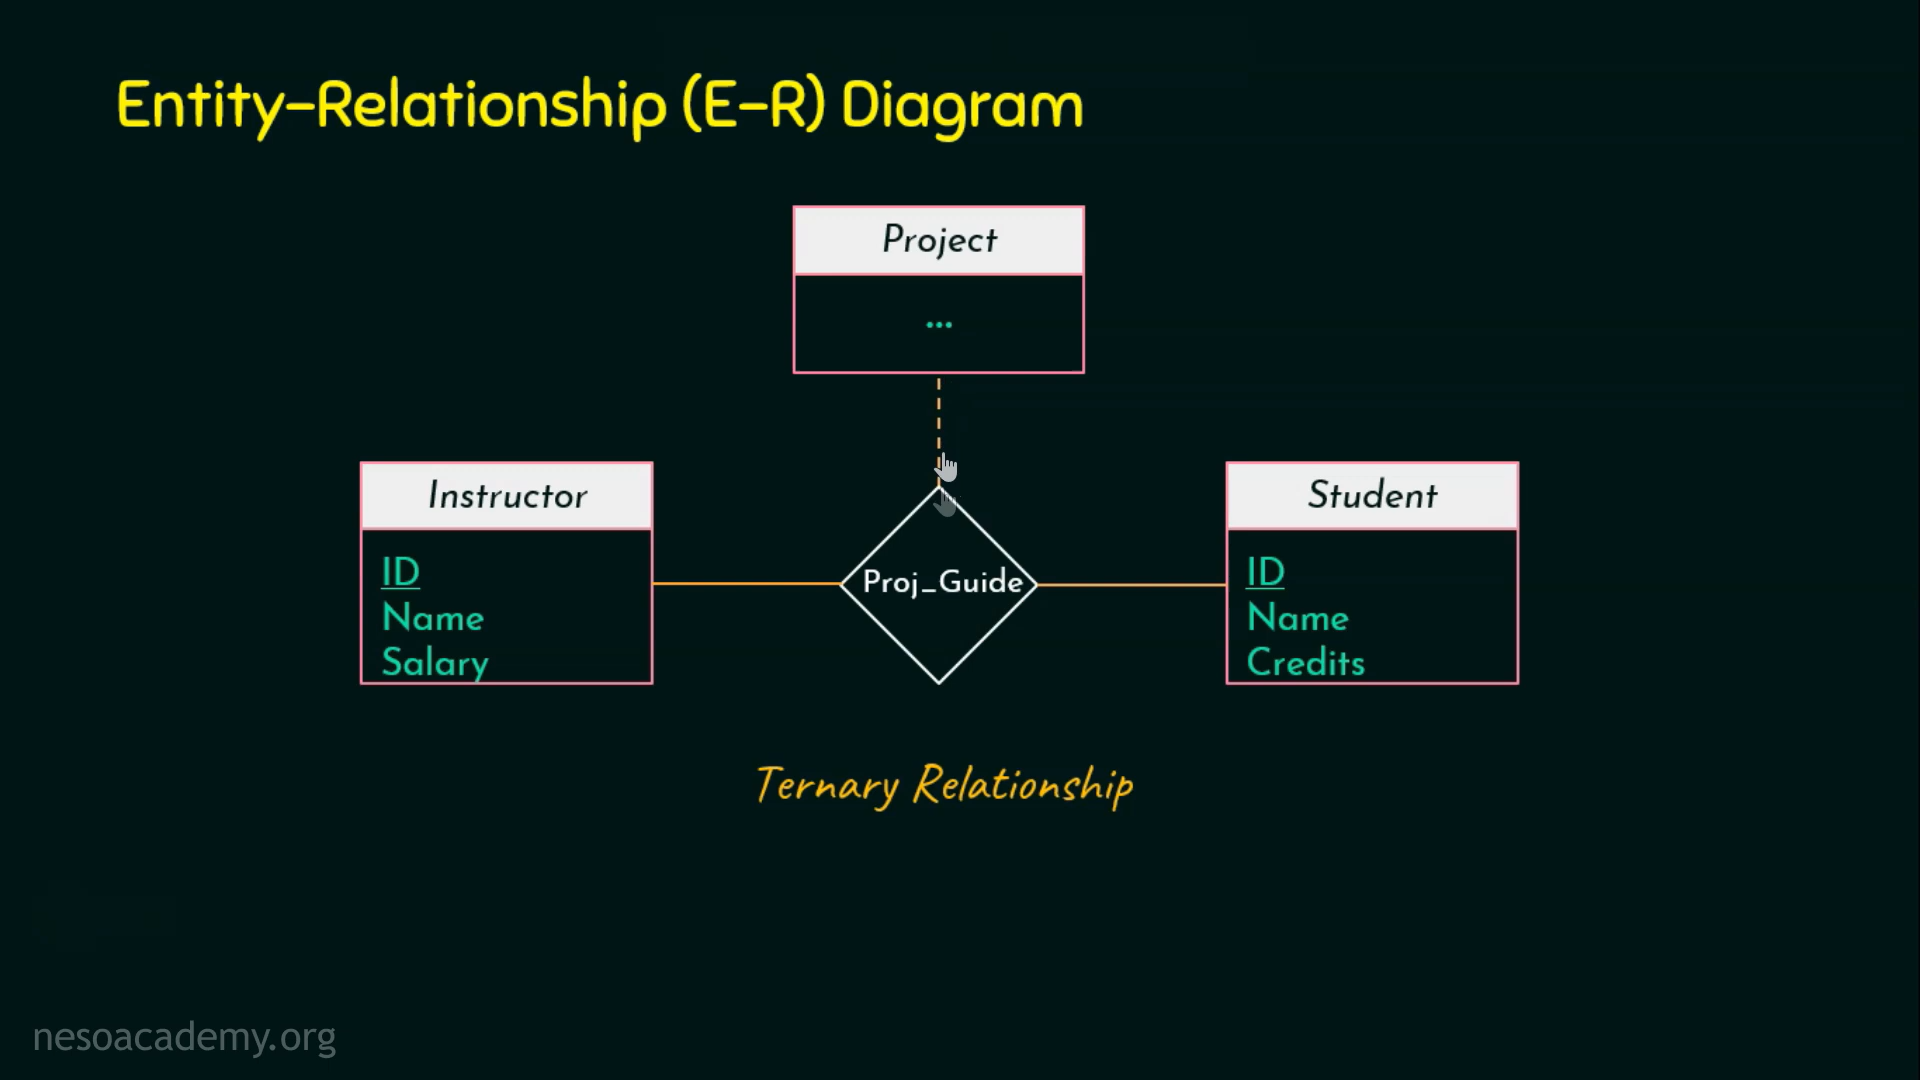 Entity-Relationship (E-R) Diagram
Project
...
Instructor
ID
Name
Salary
Proj_Guide
Student
ID
Name
Credits
Ternary Relationship
nesoacademy.org